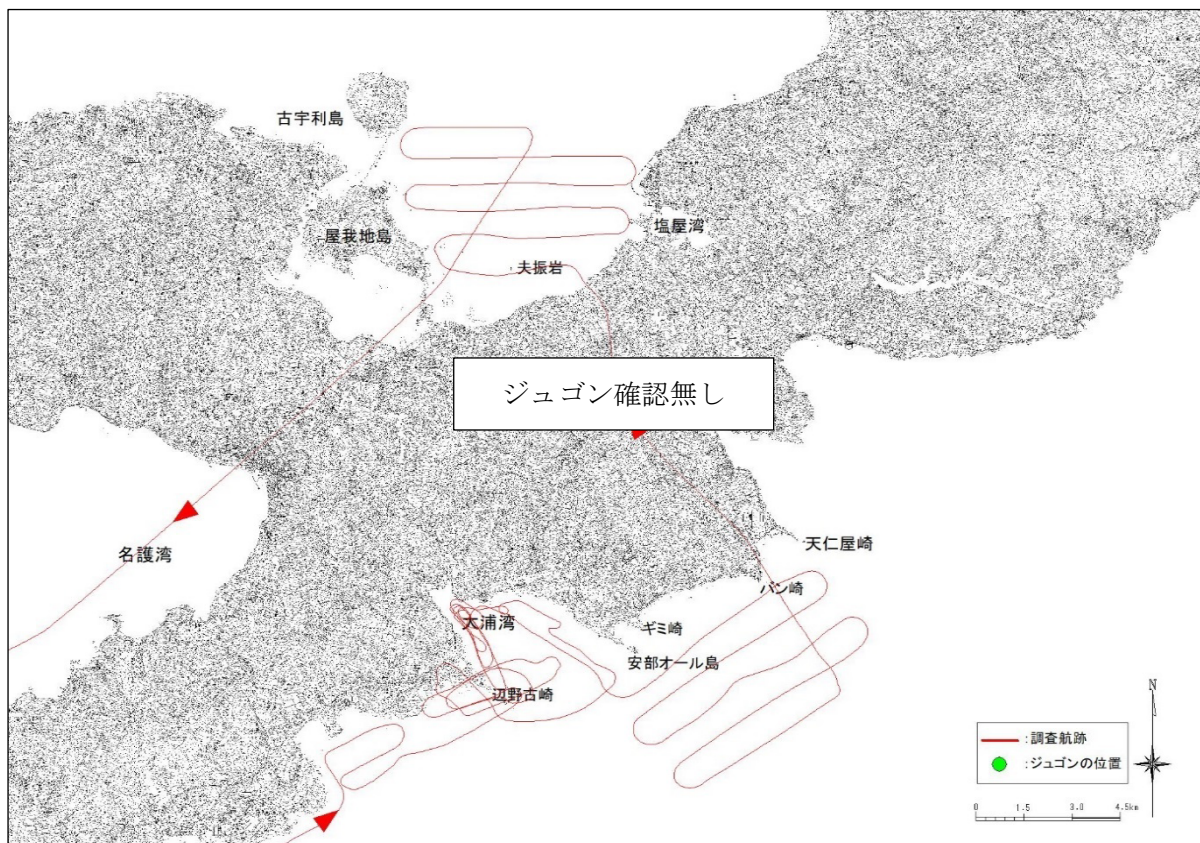 古宇利島
屋我地島
塩屋湾
夫振岩
ジュゴン確認無し
名護湾
天仁屋崎
バン崎
大浦湾
ギミ崎
安部オール島
辺野古崎
N
:調査航跡
:ジュゴンの位置
0 1.5 3.0 4.5km